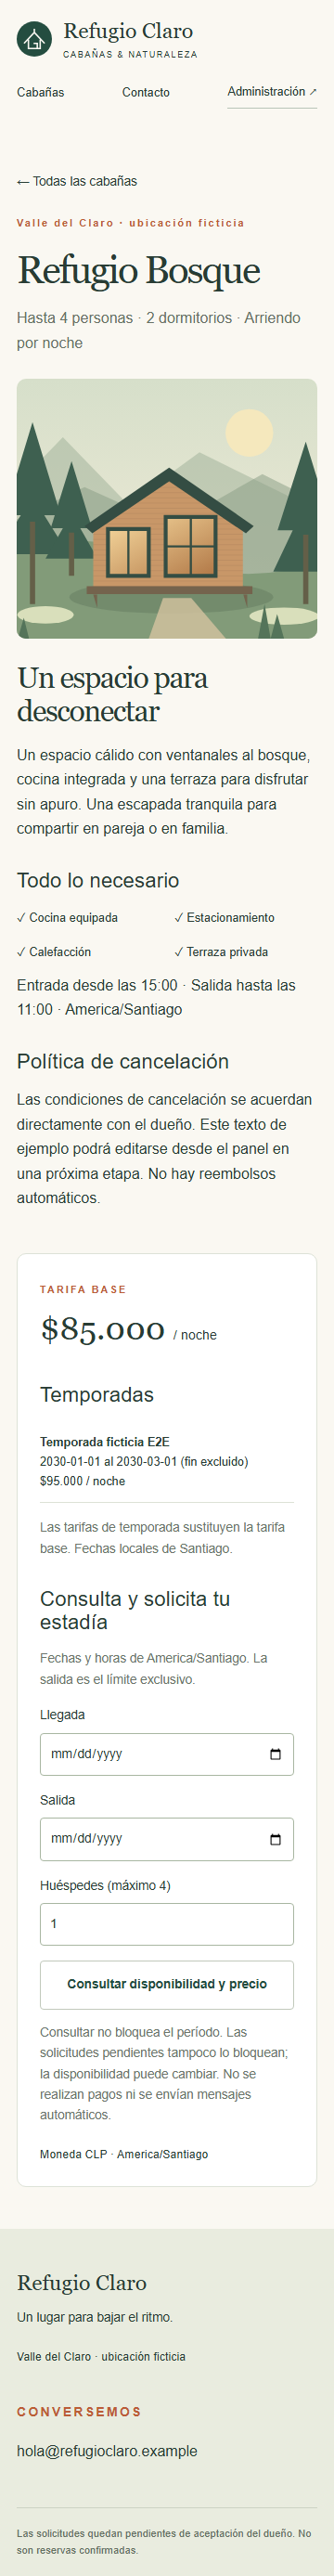 Refugio Claro
CABAÑAS & NATURALEZA
Cabañas Contacto Administración ↗
← Todas las cabañas
Valle del Claro · ubicación ficticia
Refugio Bosque
Hasta 4 personas · 2 dormitorios · Arriendo
por noche
Un espacio para
desconectar
Un espacio cálido con ventanales al bosque,
cocina integrada y una terraza para disfrutar
sin apuro. Una escapada tranquila para
compartir en pareja o en familia.
Todo lo necesario
✓ Cocina equipada ✓ Estacionamiento
✓ Calefacción ✓ Terraza privada
Entrada desde las 15:00 · Salida hasta las
11:00 · America/Santiago
Política de cancelación
Las condiciones de cancelación se acuerdan
directamente con el dueño. Este texto de
ejemplo podrá editarse desde el panel en
una próxima etapa. No hay reembolsos
automáticos.
TARIFA BASE
$85.000 / noche
Temporadas
Temporada ficticia E2E
2030-01-01 al 2030-03-01 (fin excluido)
$95.000 / noche
Las tarifas de temporada sustituyen la tarifa
base. Fechas locales de Santiago.
Consulta y solicita tu
estadía
Fechas y horas de America/Santiago. La
salida es el límite exclusivo.
Llegada
mm/dd/yyyy
Salida
mm/dd/yyyy
Huéspedes (máximo 4)
1
Consultar disponibilidad y precio
Consultar no bloquea el período. Las
solicitudes pendientes tampoco lo bloquean;
la disponibilidad puede cambiar. No se
realizan pagos ni se envían mensajes
automáticos.
Moneda CLP · America/Santiago
Refugio Claro
Un lugar para bajar el ritmo.
Valle del Claro · ubicación ficticia
CONVERSEMOS
hola@refugioclaro.example
Las solicitudes quedan pendientes de aceptación del dueño. No
son reservas confirmadas.